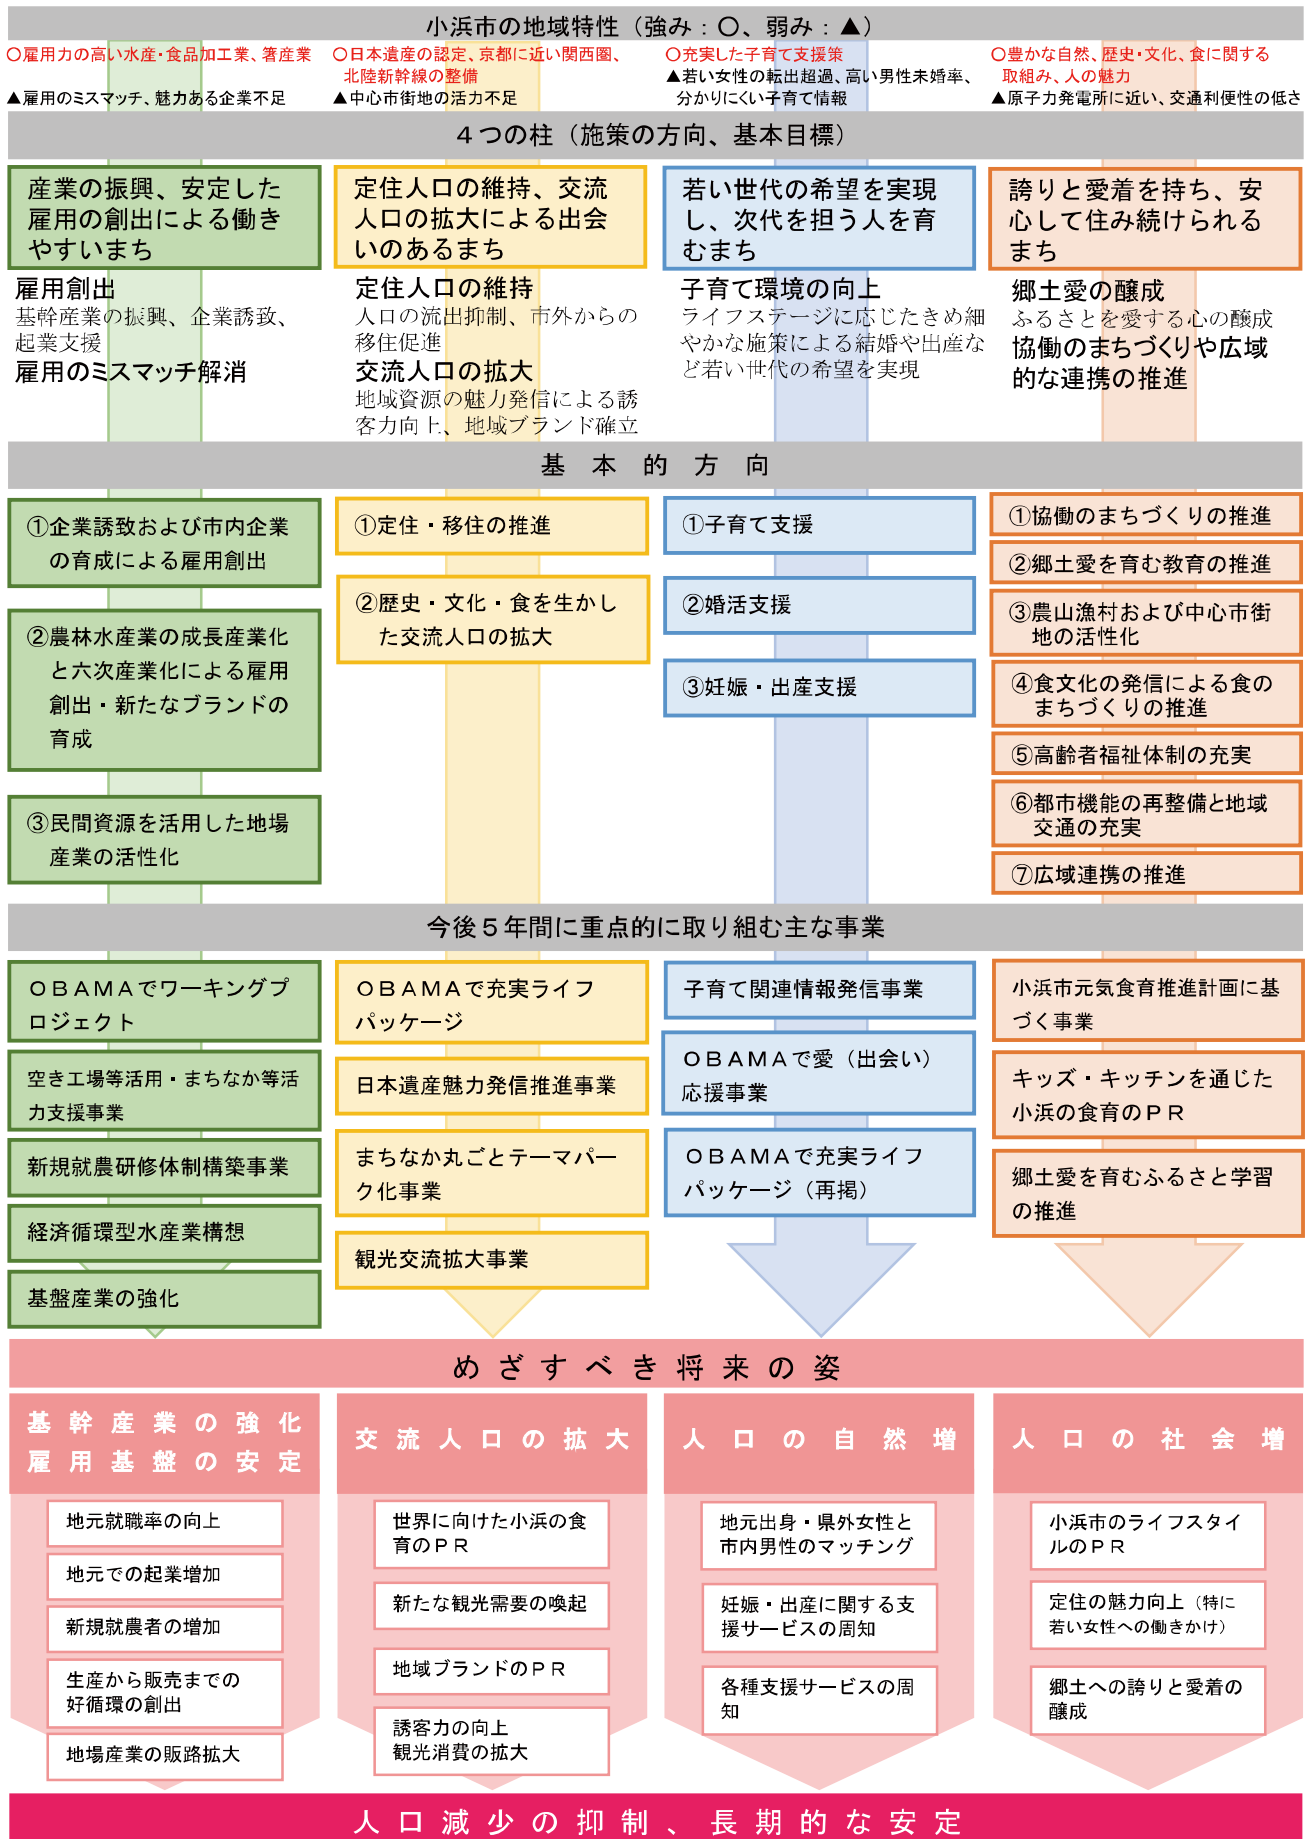 小浜市の地域特性（強み：〇、弱み：▲）
〇雇用力の高い水産・食品加工業、箸産業
▲雇用のミスマッチ、魅力ある企業不足
〇日本遺産の認定、京都に近い関西圏、
北陸新幹線の整備
▲中心市街地の活力不足
〇充実した子育て支援策
▲若い女性の転出超過、高い男性未婚率、
分かりにくい子育て情報
〇豊かな自然、歴史・文化、食に関する
取組み、人の魅力
▲原子力発電所に近い、交通利便性の低さ
４つの柱（施策の方向、基本目標）
産業の振興、安定した
雇用の創出による働き
やすいまち
雇用創出
基幹産業の振興、企業誘致、
起業支援
雇用のミスマッチ解消
定住人口の維持、交流
人口の拡大による出会
いのあるまち
定住人口の維持
人口の流出抑制、市外からの
移住促進
交流人口の拡大
地域資源の魅力発信による誘
客力向上、地域ブランド確立
若い世代の希望を実現
し、次代を担う人を育
むまち
子育て環境の向上
ライフステージに応じたきめ細
やかな施策による結婚や出産な
ど若い世代の希望を実現
誇りと愛着を持ち、安
心して住み続けられる
まち
郷土愛の醸成
ふるさとを愛する心の醸成
協働のまちづくりや広域
的な連携の推進
基本的方向
①企業誘致および市内企業
の育成による雇用創出
②農林水産業の成長産業化
と六次産業化による雇用
創出・新たなブランドの
育成
③民間資源を活用した地場
産業の活性化
①定住・移住の推進
②歴史・文化・食を生かし
た交流人口の拡大
①子育て支援
②婚活支援
③妊娠・出産支援
①協働のまちづくりの推進
②郷土愛を育む教育の推進
③農山漁村および中心市街
地の活性化
④食文化の発信による食の
まちづくりの推進
⑤高齢者福祉体制の充実
⑥都市機能の再整備と地域
交通の充実
⑦広域連携の推進
今後５年間に重点的に取り組む主な事業
ＯＢＡＭＡでワーキングプ
ロジェクト
空き工場等活用・まちなか等活
力支援事業
新規就農研修体制構築事業
経済循環型水産業構想
基盤産業の強化
ＯＢＡＭＡで充実ライフ
パッケージ
日本遺産魅力発信推進事業
まちなか丸ごとテーマパー
ク化事業
観光交流拡大事業
子育て関連情報発信事業
ＯＢＡＭＡで愛（出会い）
応援事業
ＯＢＡＭＡで充実ライフ
パッケージ（再掲）
小浜市元気食育推進計画に基
づく事業
キッズ・キッチンを通じた
小浜の食育のＰＲ
郷土愛を育むふるさと学習
の推進
めざすべき将来の姿
基幹産業の強化
雇用基盤の安定
地元就職率の向上
地元での起業増加
新規就農者の増加
生産から販売までの
好循環の創出
地場産業の販路拡大
交流人口の拡大
世界に向けた小浜の食
育のＰＲ
新たな観光需要の喚起
地域ブランドのＰＲ
誘客力の向上
観光消費の拡大
人口の自然増
地元出身・県外女性と
市内男性のマッチング
妊娠・出産に関する支
援サービスの周知
各種支援サービスの周
知
人口の社会増
小浜市のライフスタイ
ルのＰＲ
定住の魅力向上（特に
若い女性への働きかけ）
郷土への誇りと愛着の
醸成
人口減少の抑制、長期的な安定